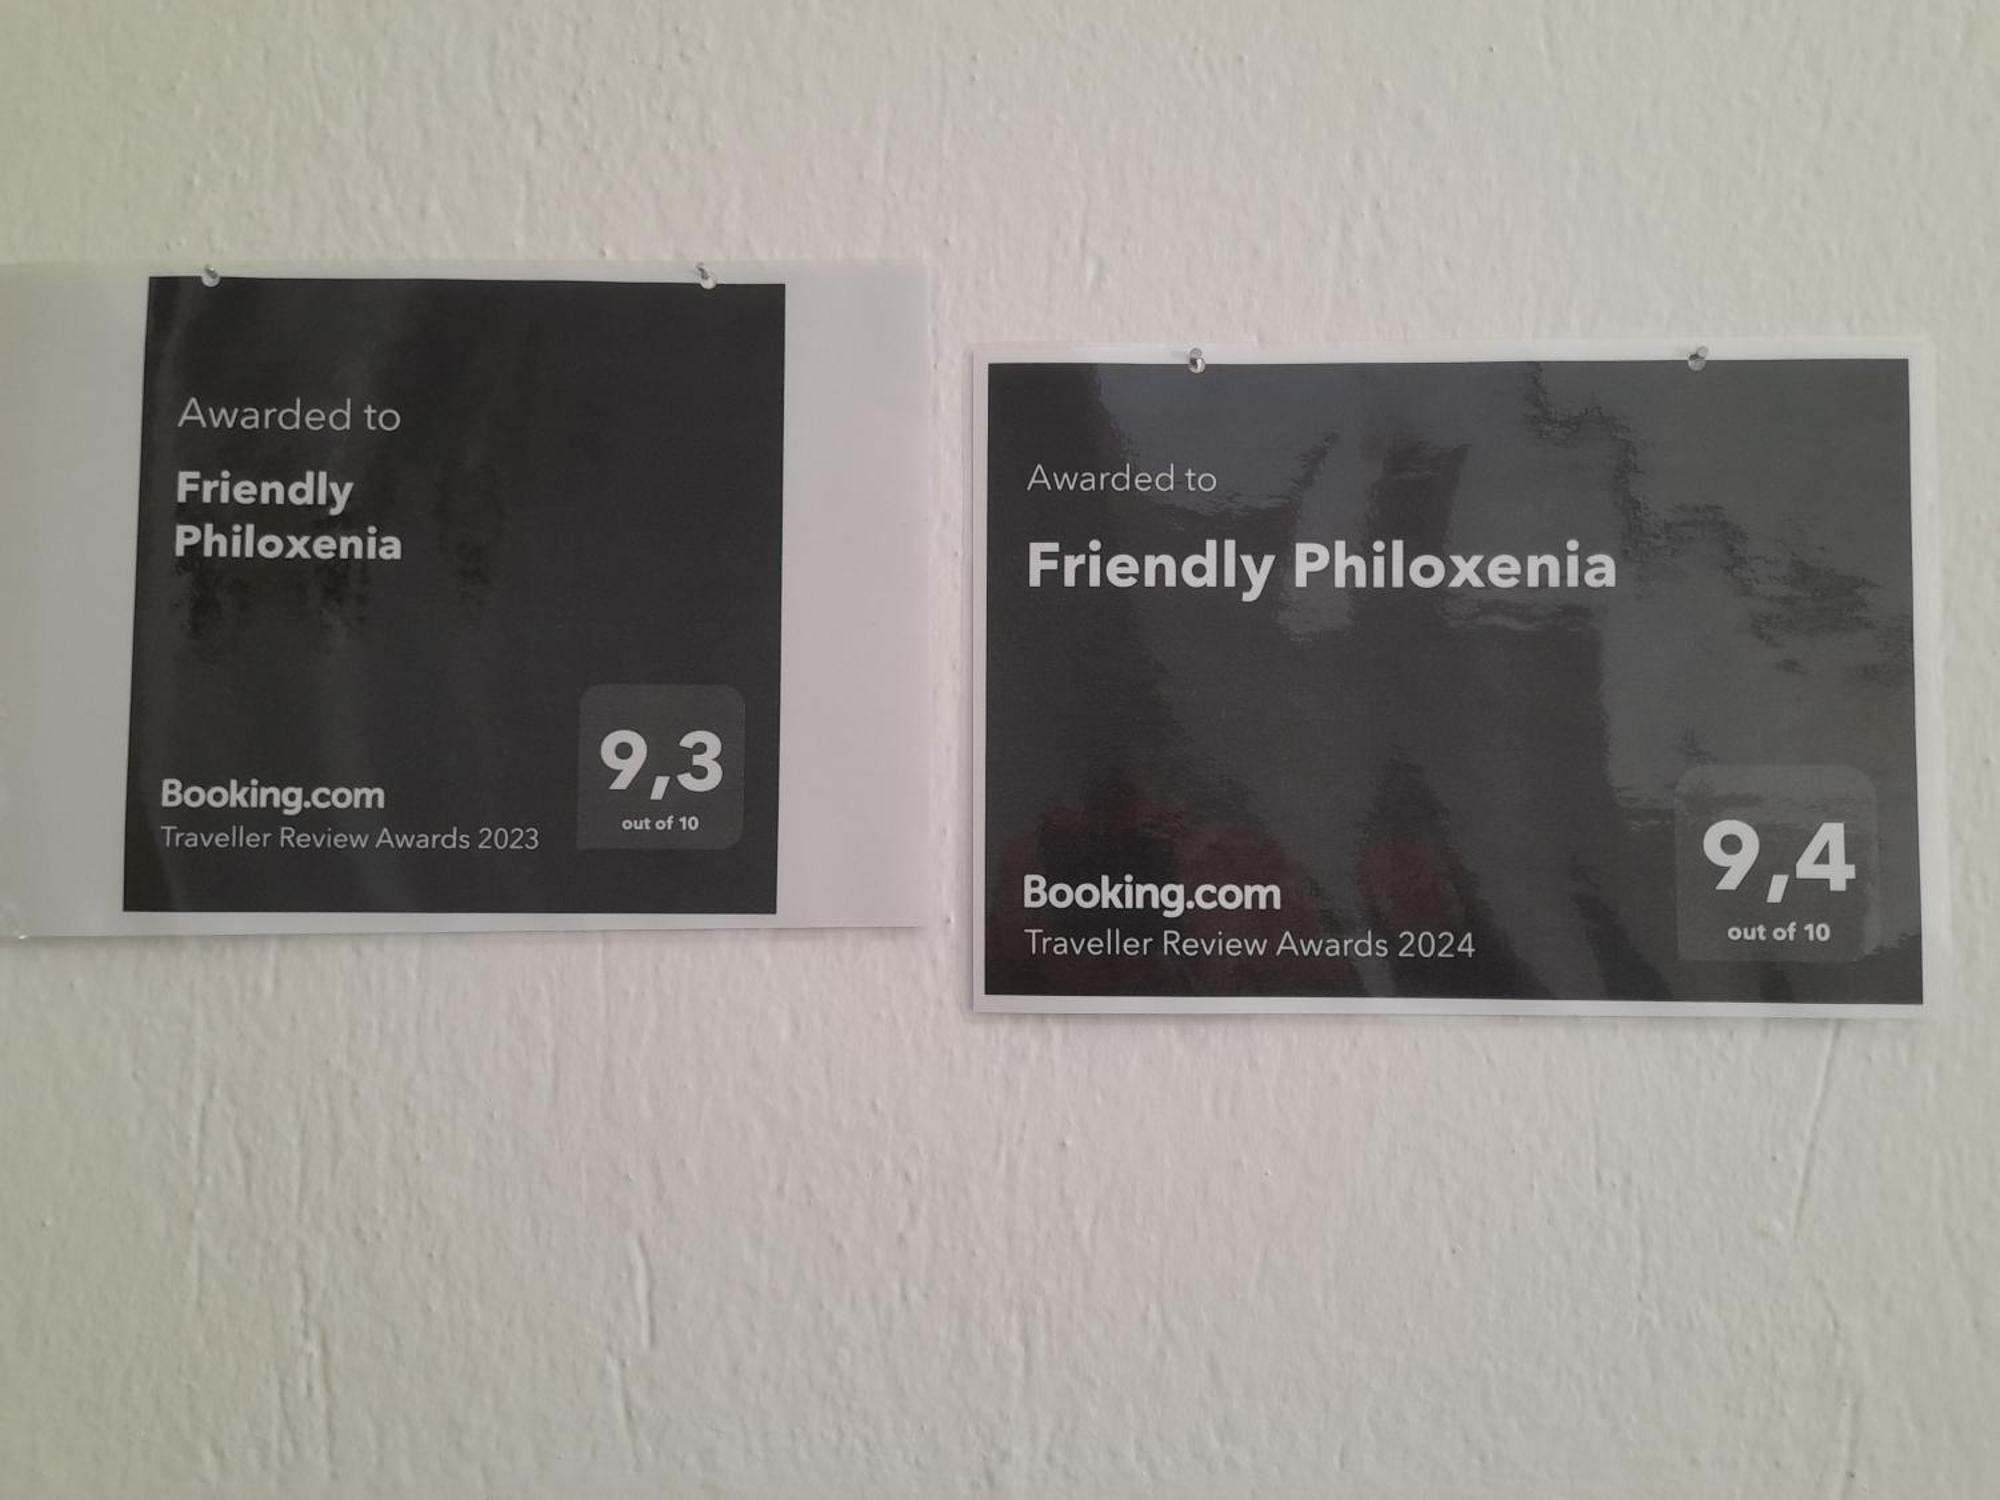 Awarded to
Friendly
Philoxenia
9,3
out of 10
Booking.com
Traveller Review Awards 2023
Awarded to
Friendly Philoxenia
9,4
out of 10
Booking.com
Traveller Review Awards 2024